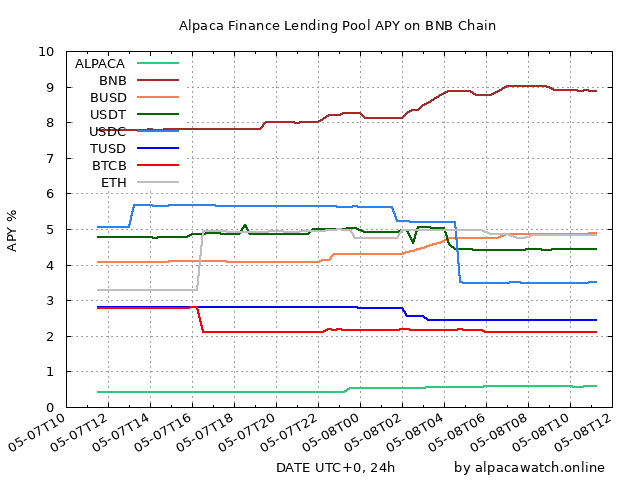 Alpaca Finance Lending Pool APY on BNB Chain
APY %
10
9
8
7
6
5
4
3
2
1
0
ALPACA
BNB
BUSD
USDT
USDC
TUSD
BTCB
ETH
05-07T10
05-07T12
05-07T14
05-07T16
05-07T18
05-07T20
05-07T22
05-08T00
05-08T02
05-08T04
05-08T06
05-08T08
05-08T10
05-08T12
DATE UTC+0, 24h
by alpacawatch.online